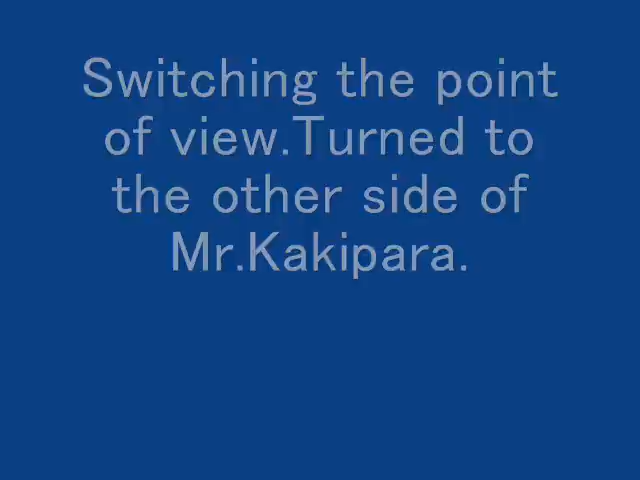 Switching the point
of view.Turned to
the other side of
Mr.Kakipara.